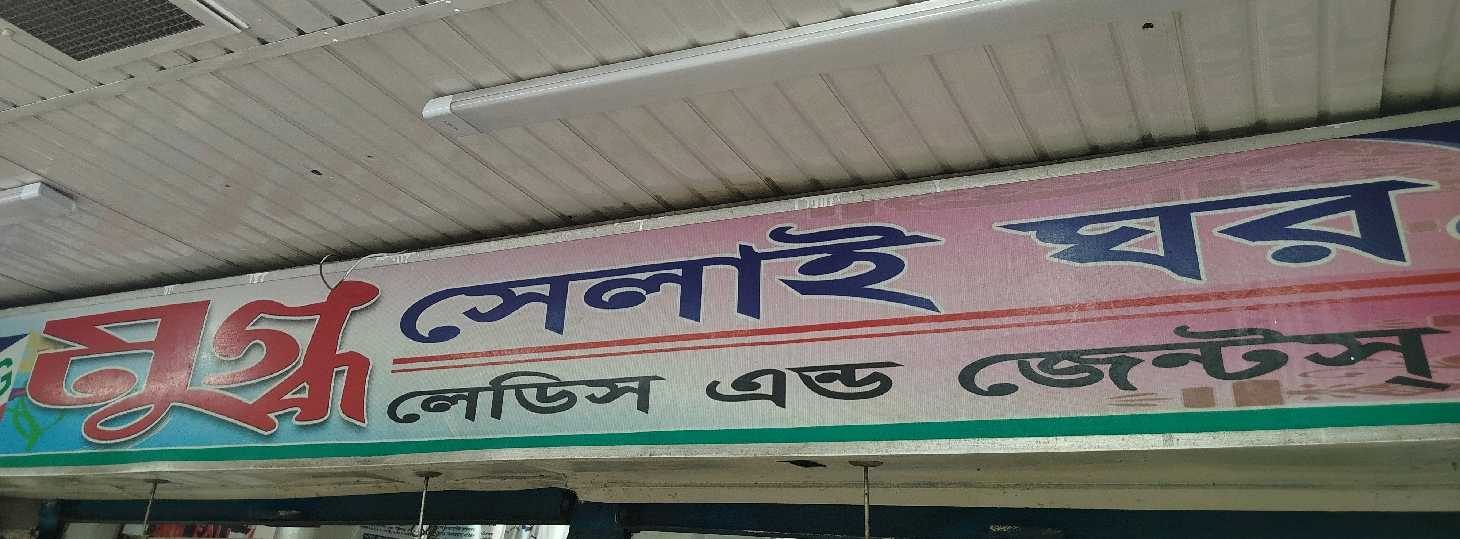 মুগ্ধ সেলাই ঘর
লেডিস এন্ড জেন্টস্